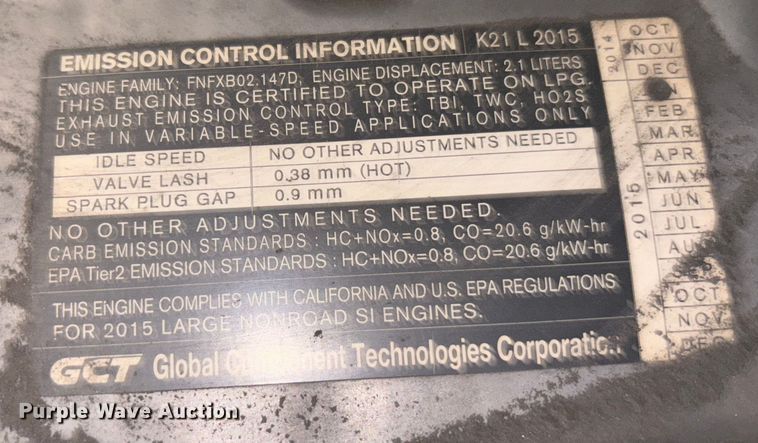 EMISSION CONTROL INFORMATION K21 L 2015
ENGINE FAMILY: FNFXB02.147D, ENGINE DISPLACEMENT: 2.1 LITERS
THIS ENGINE IS CERTIFIED TO OPERATE ON LPG.
EXHAUST EMISSION CONTROL TYPE: TBI, TWC, HO2S
USE IN VARIABLE-SPEED APPLICATIONS ONLY
IDLE SPEED NO OTHER ADJUSTMENTS NEEDED
VALVE LASH 0.38 mm (HOT)
SPARK PLUG GAP 0.9 mm
NO OTHER ADJUSTMENTS NEEDED.
CARB EMISSION STANDARDS : HC+NOx=0.8, CO=20.6 g/kW-hr
EPA Tier2 EMISSION STANDARDS : HC+NOx=0.8, CO=20.6 g/kW-hr
THIS ENGINE COMPLIES WITH CALIFORNIA AND U.S. EPA REGULATIONS
FOR 2015 LARGE NONROAD SI ENGINES.
GCT Global Component Technologies Corporation.
2014
OCT
NOV
DEC
2015
FEB
MAR
APR
MAY
JUN
JUL
OCT
NOV
DEC
Purple Wave Auction